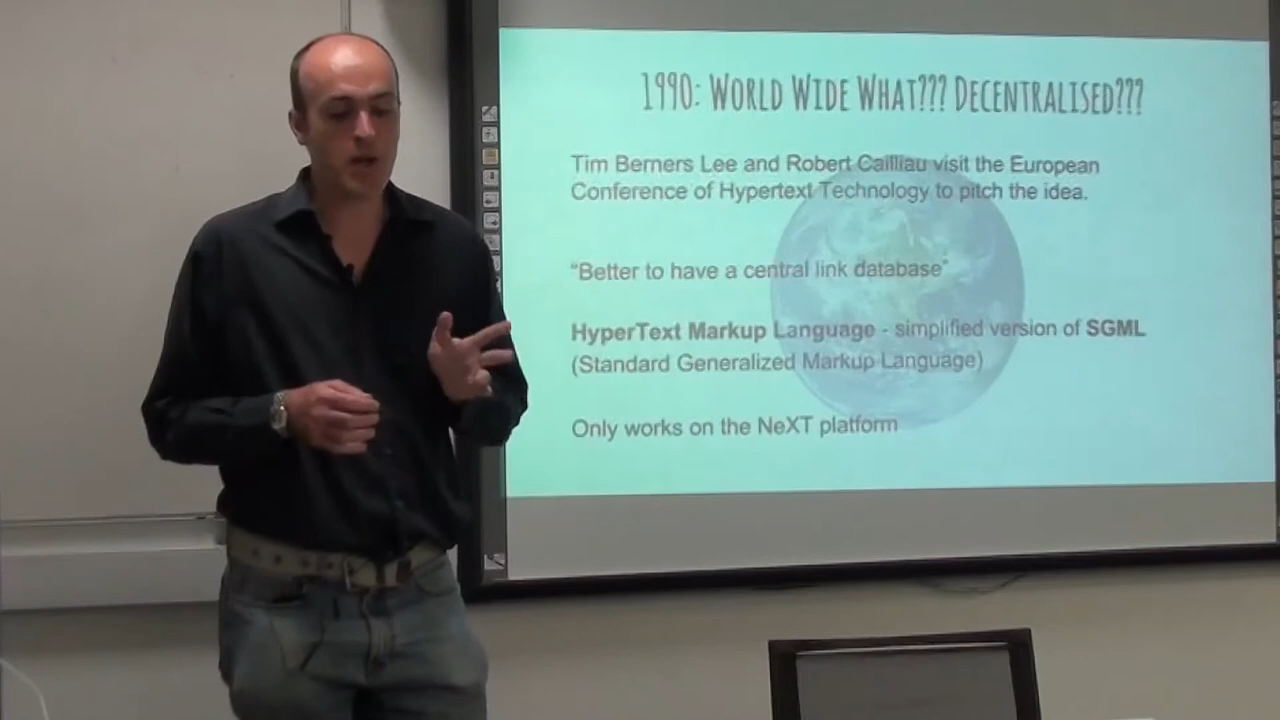 1990: World Wide What??? Decentralised???
Tim Berners Lee and Robert Cailliau visit the European
Conference of Hypertext Technology to pitch the idea.
“Better to have a central link database”
HyperText Markup Language - simplified version of SGML
(Standard Generalized Markup Language)
Only works on the NeXT platform